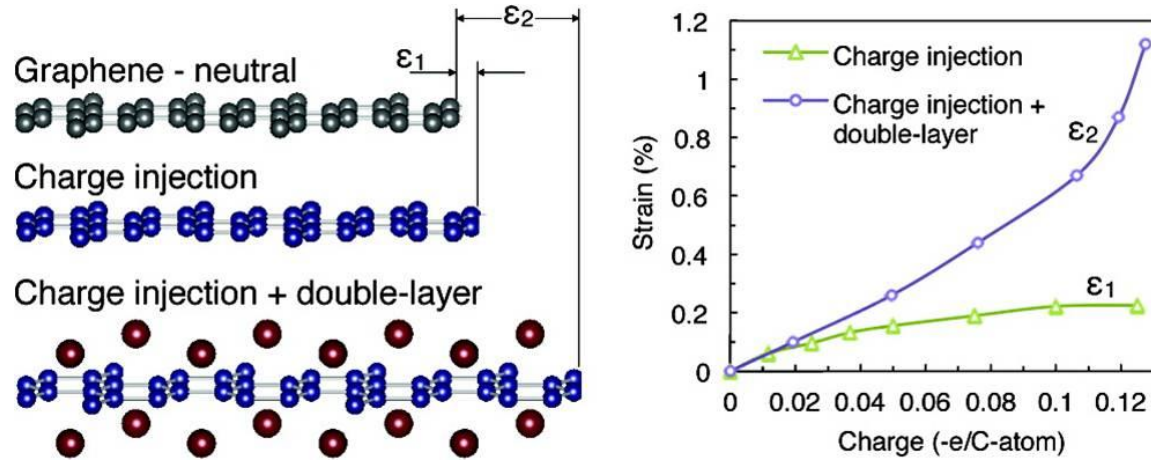 ε2
ε1
Graphene - neutral
Charge injection
Charge injection + double-layer
1.2
1
0.8
0.6
0.4
0.2
0
Strain (%)
Charge injection
Charge injection +
double-layer
ε2
ε1
0 0.02 0.04 0.06 0.08 0.1 0.12
Charge (-e/C-atom)